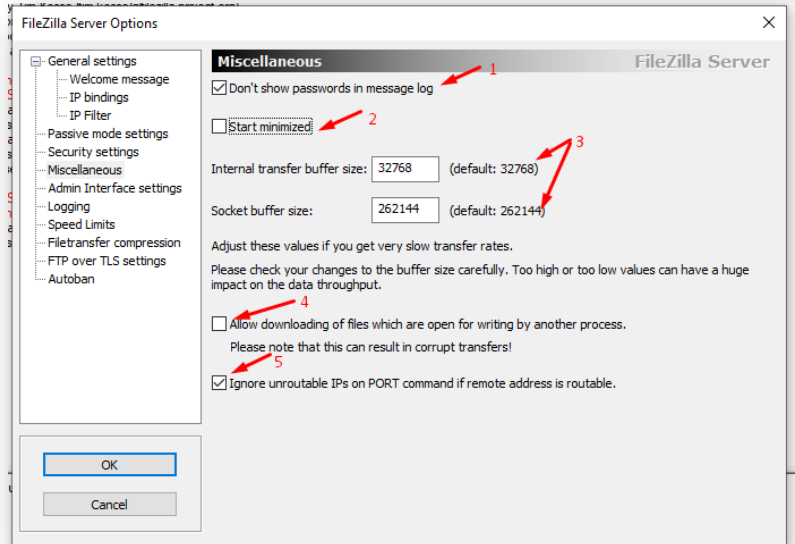 FileZilla Server Options
General settings
Welcome message
IP bindings
IP Filter
Passive mode settings
Security settings
Miscellaneous
Admin Interface settings
Logging
Speed Limits
Filetransfer compression
FTP over TLS settings
Autoban
OK
Cancel
Miscellaneous FileZilla Server
Don't show passwords in message log 1
Start minimized 2
3
Internal transfer buffer size: 32768 (default: 32768)
Socket buffer size: 262144 (default: 262144)
Adjust these values if you get very slow transfer rates.
Please check your changes to the buffer size carefully. Too high or too low values can have a huge
impact on the data throughput.
4
Allow downloading of files which are open for writing by another process.
Please note that this can result in corrupt transfers!
5
Ignore unroutable IPs on PORT command if remote address is routable.